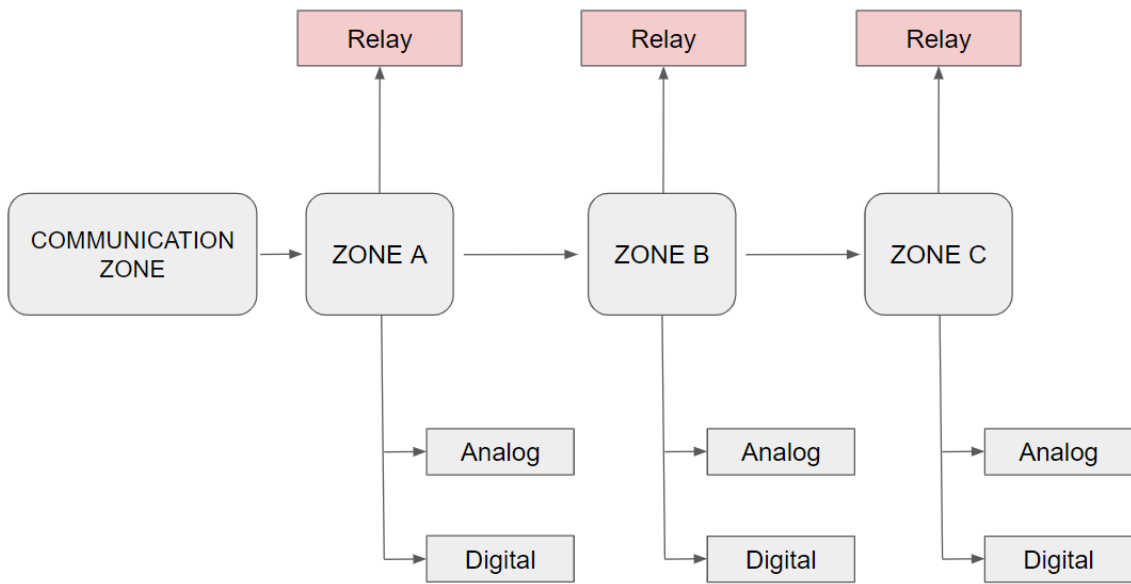 Relay
Relay
Relay
COMMUNICATION
ZONE
ZONE A
ZONE B
ZONE C
Analog
Analog
Analog
Digital
Digital
Digital